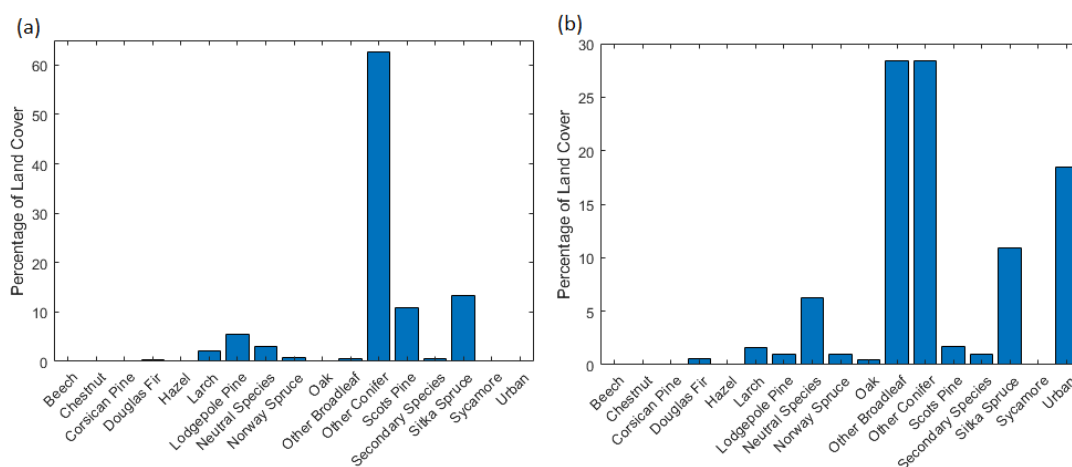 (a)
Percentage of Land Cover
60
50
40
30
20
10
0
Beech
Chestnut
Corsican Pine
Douglas Fir
Hazel
Larch
Lodgepole Pine
Neutral Species
Norway Spruce
Oak
Other Broadleaf
Other Conifer
Scots Pine
Secondary Species
Sitka Spruce
Sycamore
Urban
(b)
Percentage of Land Cover
30
25
20
15
10
5
0
Beech
Chestnut
Corsican Pine
Douglas Fir
Hazel
Larch
Lodgepole Pine
Neutral Species
Norway Spruce
Oak
Other Broadleaf
Other Conifer
Scots Pine
Secondary Species
Sitka Spruce
Sycamore
Urban